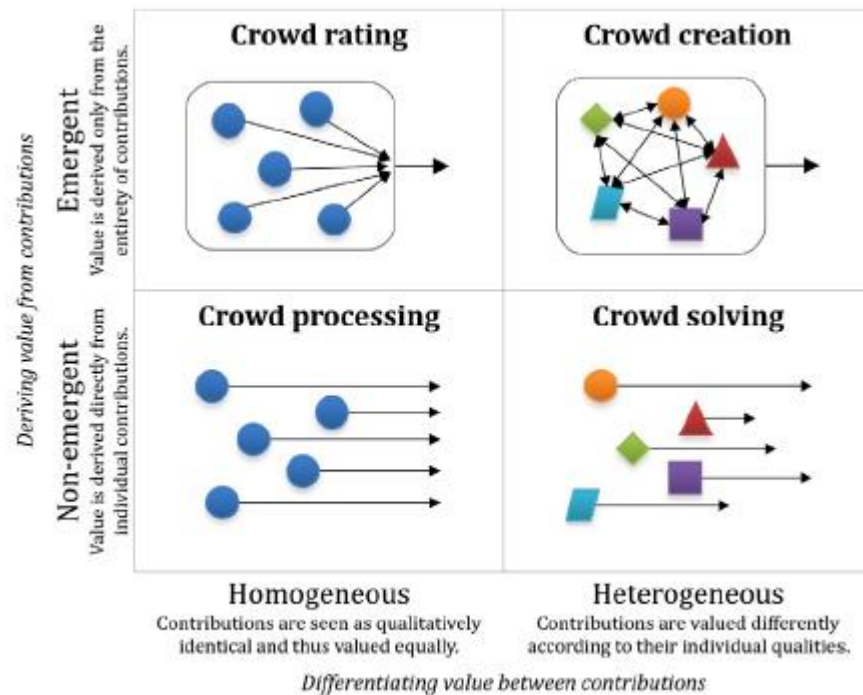 Crowd rating
Crowd creation
Deriving value from contributions
Emergent
Value is derived only from the
entirety of contributions.
Crowd processing
Crowd solving
Non-emergent
Value is derived directly from
individual contributions.
Homogeneous
Contributions are seen as qualitatively
identical and thus valued equally.
Heterogeneous
Contributions are valued differently
according to their individual qualities.
Differentiating value between contributions